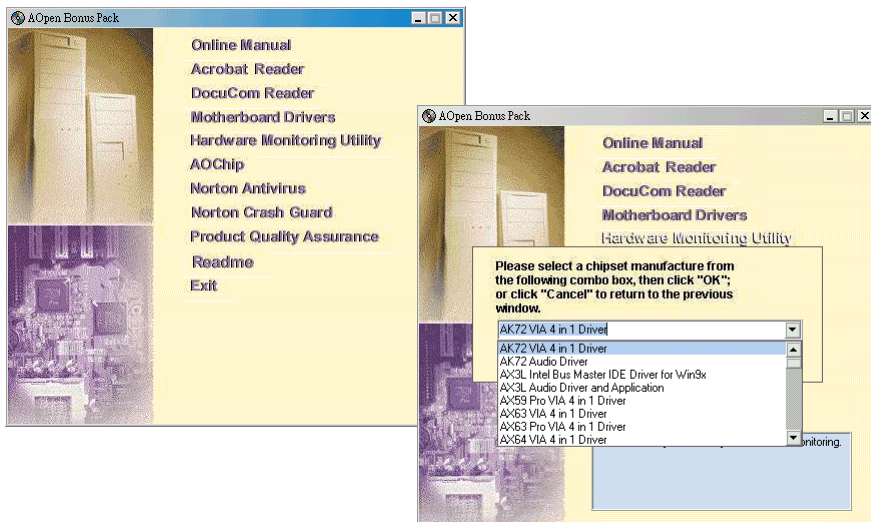 AOpen Bonus Pack
Online Manual
Acrobat Reader
DocuCom Reader
Motherboard Drivers
Hardware Monitoring Utility
AOChip
Norton Antivirus
Norton Crash Guard
Product Quality Assurance
Readme
Exit
AOpen Bonus Pack
Online Manual
Acrobat Reader
DocuCom Reader
Motherboard Drivers
Hardware Monitoring Utility
Please select a chipset manufacture from
the following combo box, then click "OK";
or click "Cancel" to return to the previous
window.
AK72 VIA 4 in 1 Driver
AK72 VIA 4 in 1 Driver
AK72 Audio Driver
AX3L Intel Bus Master IDE Driver for Win9x
AX3L Audio Driver and Application
AX59 Pro VIA 4 in 1 Driver
AX63 VIA 4 in 1 Driver
AX63 Pro VIA 4 in 1 Driver
AX64 VIA 4 in 1 Driver
onitoring.